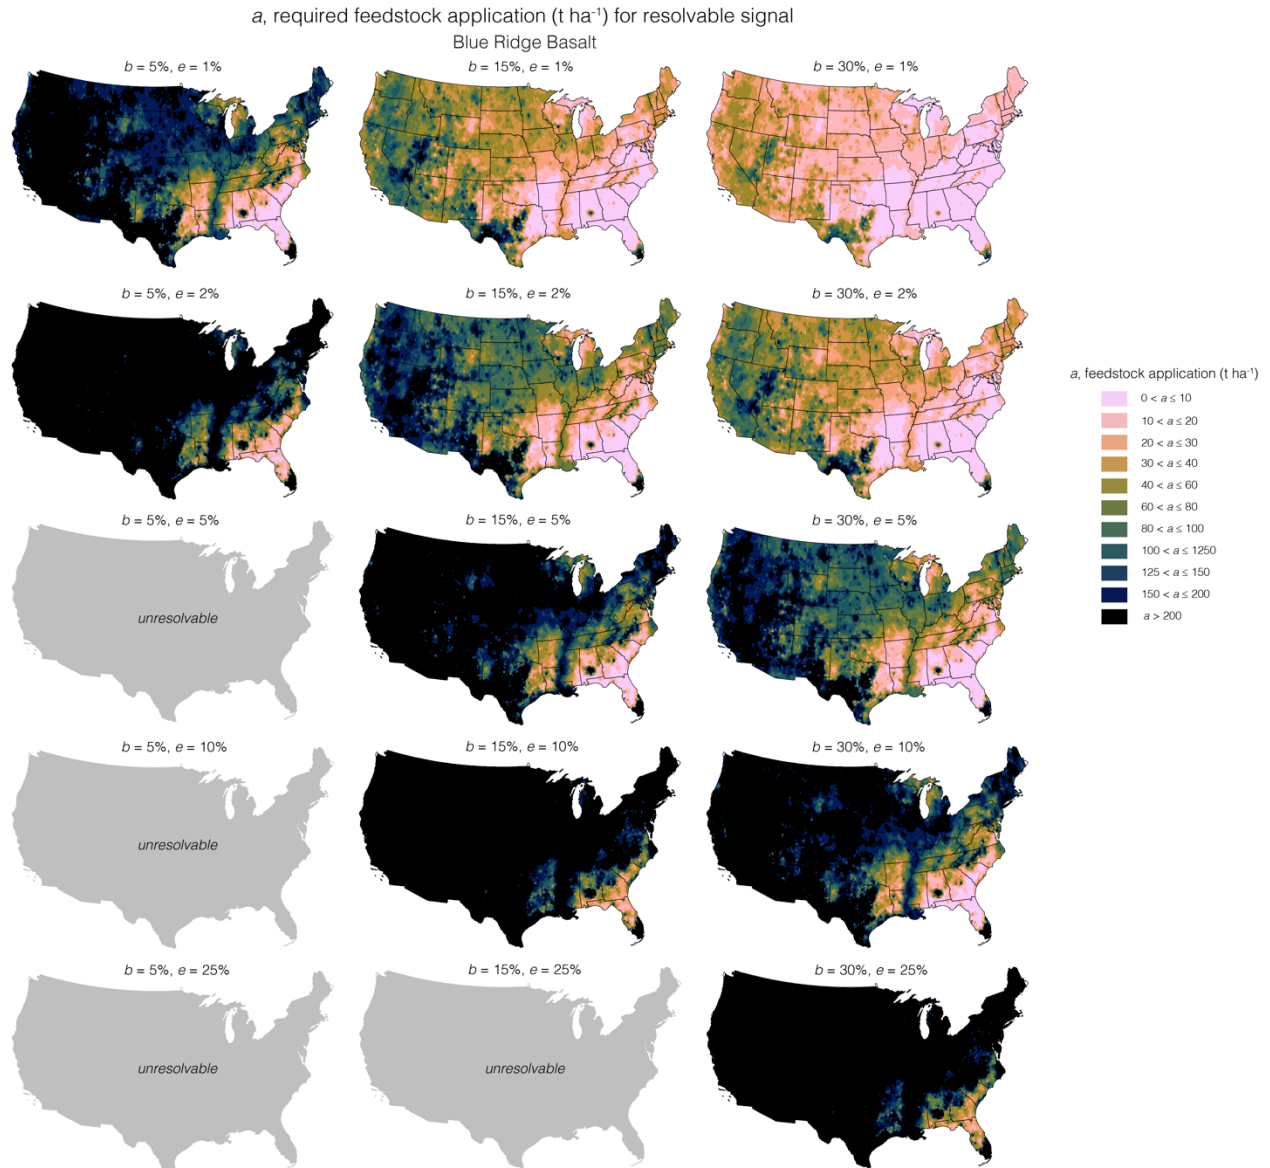 a, required feedstock application (t ha⁻¹) for resolvable signal
Blue Ridge Basalt
b = 5%, e = 1%
b = 15%, e = 1%
b = 30%, e = 1%
b = 5%, e = 2%
b = 15%, e = 2%
b = 30%, e = 2%
a, feedstock application (t ha⁻¹)
0 < a ≤ 10
10 < a ≤ 20
20 < a ≤ 30
30 < a ≤ 40
40 < a ≤ 60
60 < a ≤ 80
80 < a ≤ 100
100 < a ≤ 1250
125 < a ≤ 150
150 < a ≤ 200
a > 200
b = 5%, e = 5%
unresolvable
b = 15%, e = 5%
b = 30%, e = 5%
b = 5%, e = 10%
unresolvable
b = 15%, e = 10%
b = 30%, e = 10%
b = 5%, e = 25%
unresolvable
b = 15%, e = 25%
unresolvable
b = 30%, e = 25%